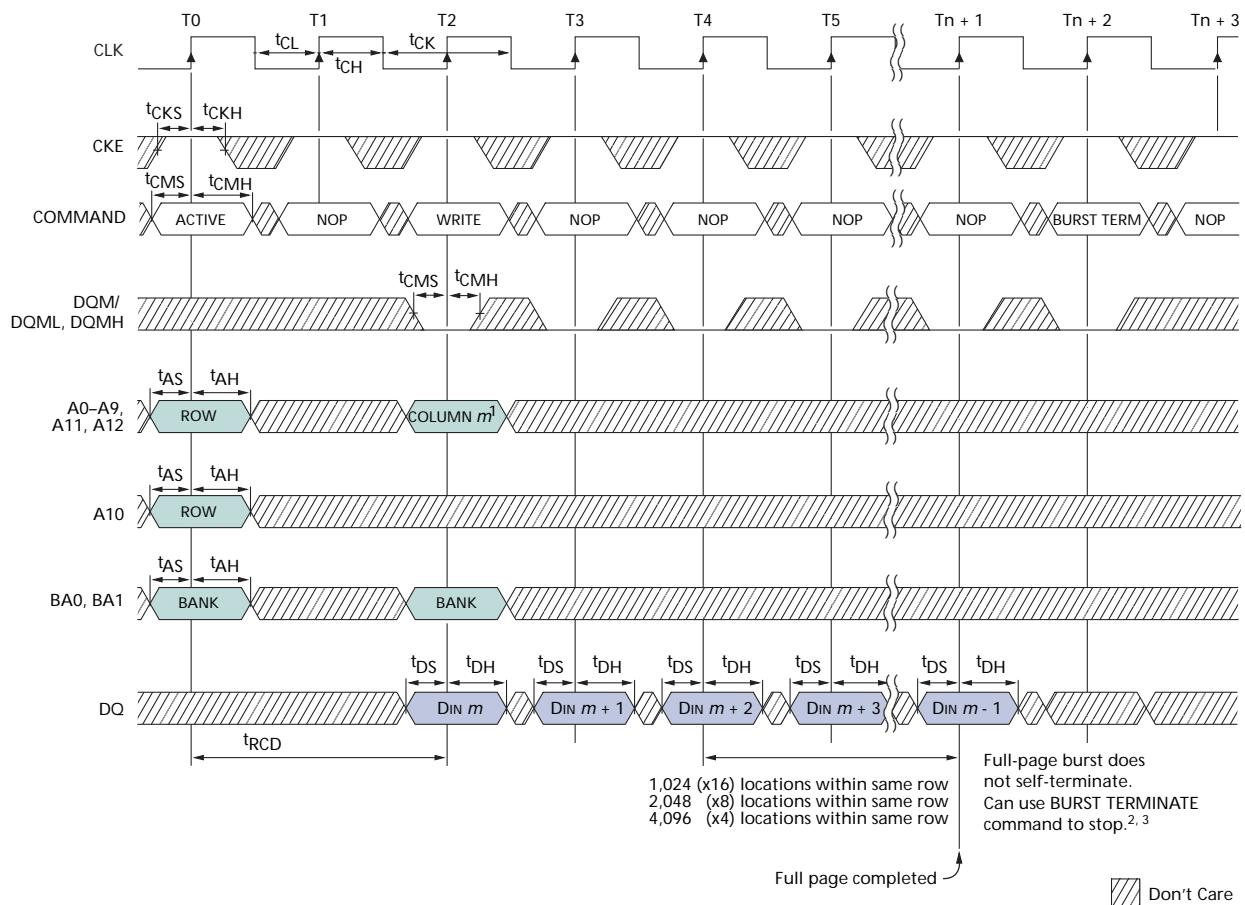 T0 T1 T2 T3 T4 T5 Tn + 1 Tn + 2 Tn + 3
CLK
tCL tCK
tCH
tCKS tCKH
CKE
tCMS tCMH
COMMAND ACTIVE NOP WRITE NOP NOP NOP NOP BURST TERM NOP
tCMS tCMH
DQM/
DQML, DQMH
tAS tAH
A0–A9,
A11, A12
ROW COLUMN m1
tAS tAH
A10 ROW
tAS tAH
BA0, BA1 BANK BANK
tDS tDH tDS tDH tDS tDH tDS tDH tDS tDH
DQ DIN m DIN m + 1 DIN m + 2 DIN m + 3 DIN m - 1
tRCD
1,024 (x16) locations within same row
2,048 (x8) locations within same row
4,096 (x4) locations within same row
Full-page burst does
not self-terminate.
Can use BURST TERMINATE
command to stop.2, 3
Full page completed
Don't Care